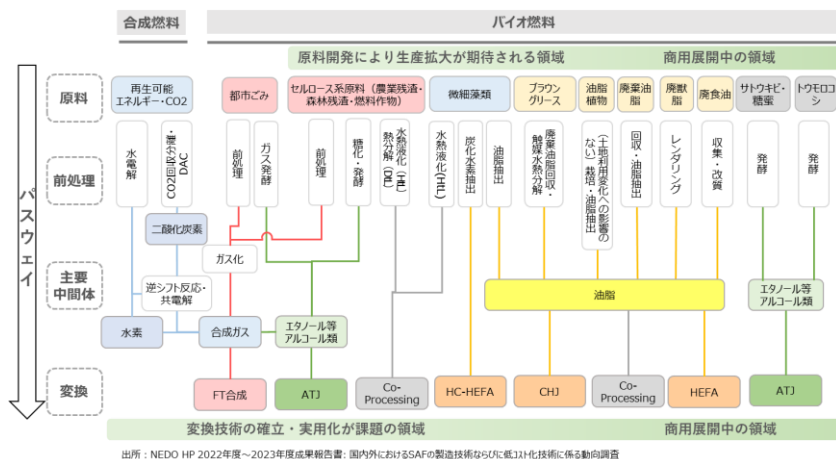 合成燃料
バイオ燃料
原料開発により生産拡大が期待される領域
商用展開中の領域
パスウェイ
原料
再生可能
エネルギー・CO2
都市ごみ
セルロース系原料（農業残渣・
森林残渣・燃料作物）
微細藻類
ブラウン
グリース
油脂
植物
廃棄油
脂
廃獣
脂
廃食油
サトウキビ・
糖蜜
トウモロコ
シ
前処理
水電解
CO2回収分離・
DAC
前処理
ガス発酵
前処理
糖化・発酵
水熱液化(HTL)
熱分解
水熱液化(HTL)
炭化水素抽出
油脂抽出
廃棄油脂回収・
触媒水熱分解
（土地利用変化への影響の
ない）栽培・油脂
抽出
回収・油脂抽出
レンダリング
収集・改質
発酵
発酵
二酸化炭素
ガス化
主要
中間体
逆シフト反応・
共電解
油脂
エタノール等
アルコール類
水素
合成ガス
エタノール等
アルコール類
変換
FT合成
ATJ
Co-
Processing
HC-HEFA
CHJ
Co-
Processing
HEFA
ATJ
変換技術の確立・実用化が課題の領域
商用展開中の領域
出所：NEDO HP 2022年度～2023年度成果報告書: 国内外におけるSAFの製造技術ならびに低コスト化技術に係る動向調査